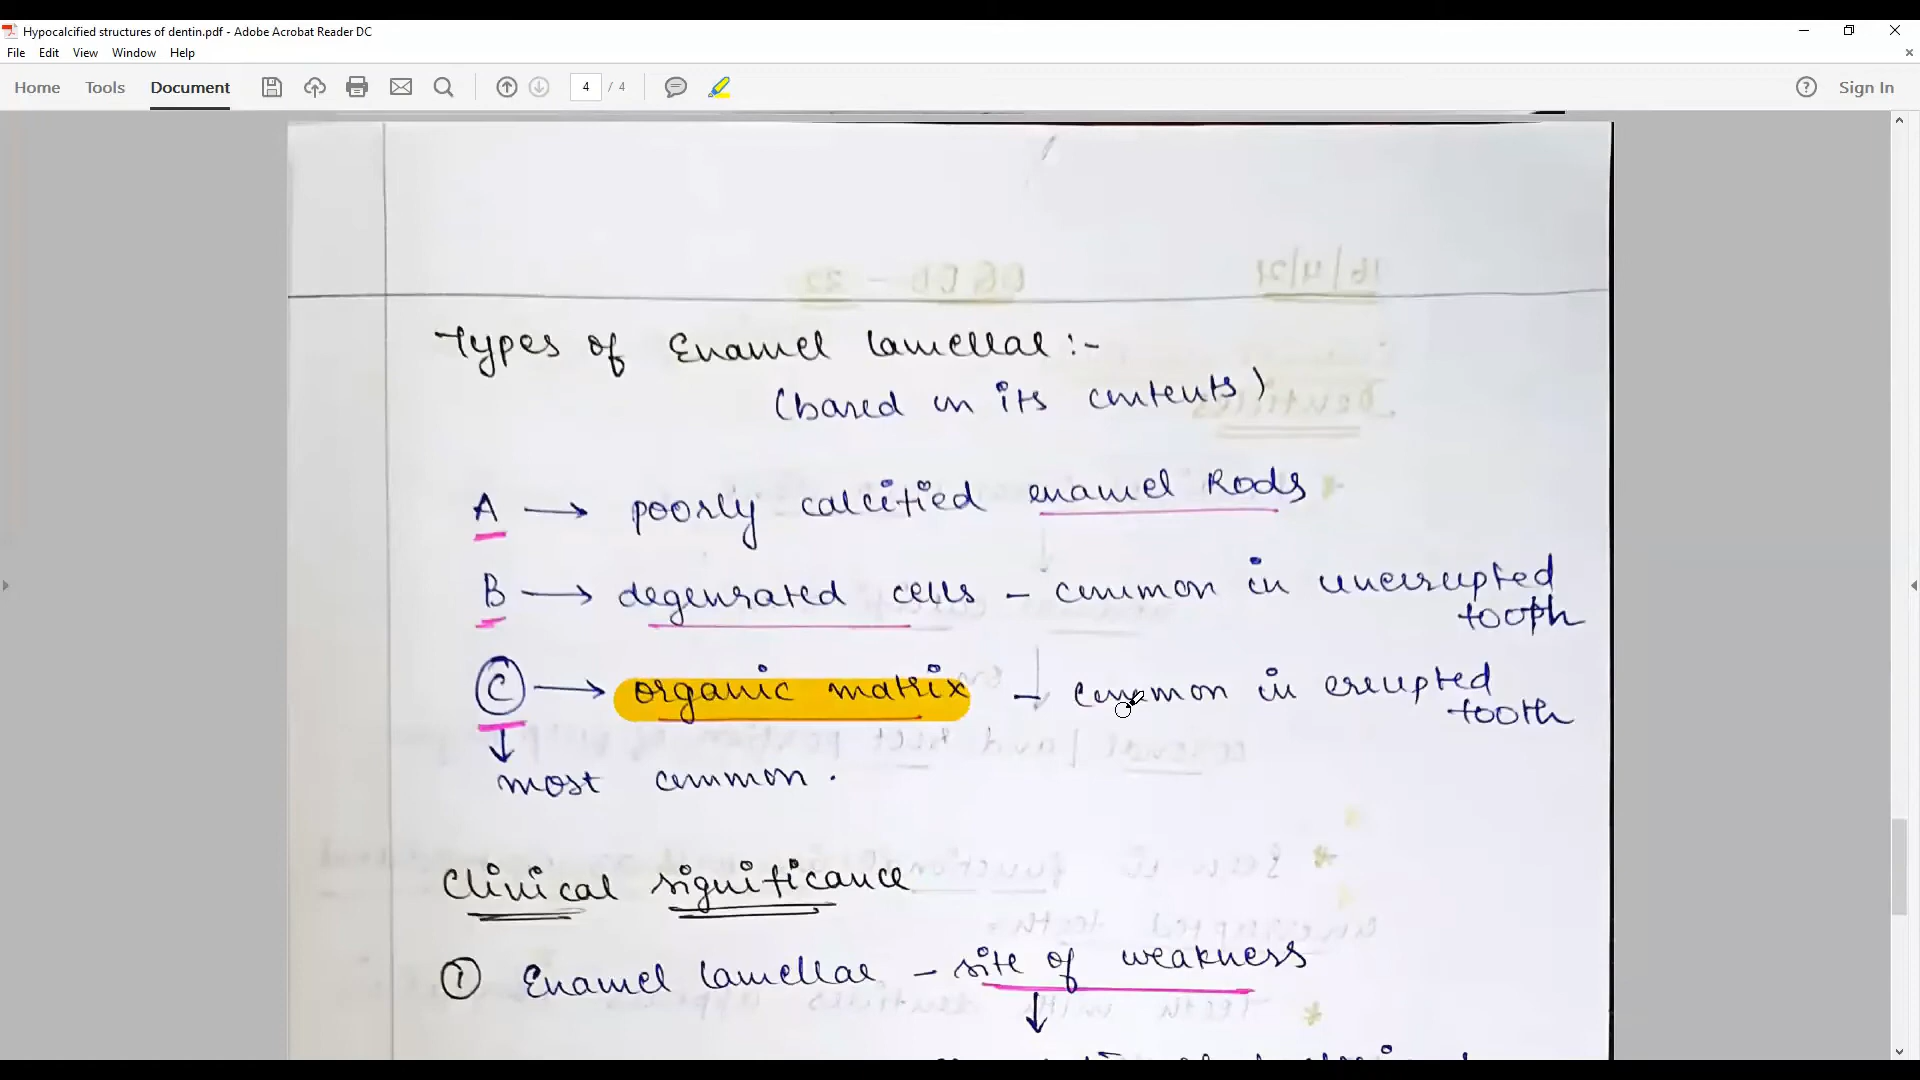 Hypocalcified structures of dentin.pdf - Adobe Acrobat Reader DC
File Edit View Window Help
Home Tools Document 4 / 4 Sign In
Types of Enamel lamellae :-
(based on its contents)
A → poorly calcified enamel Rods
B → degenrated cells - common in unerupted
tooth
C → organic matrix - common in erupted
tooth
↓
most common .
Clinical significance
① Enamel lamellae - site of weakness
↓